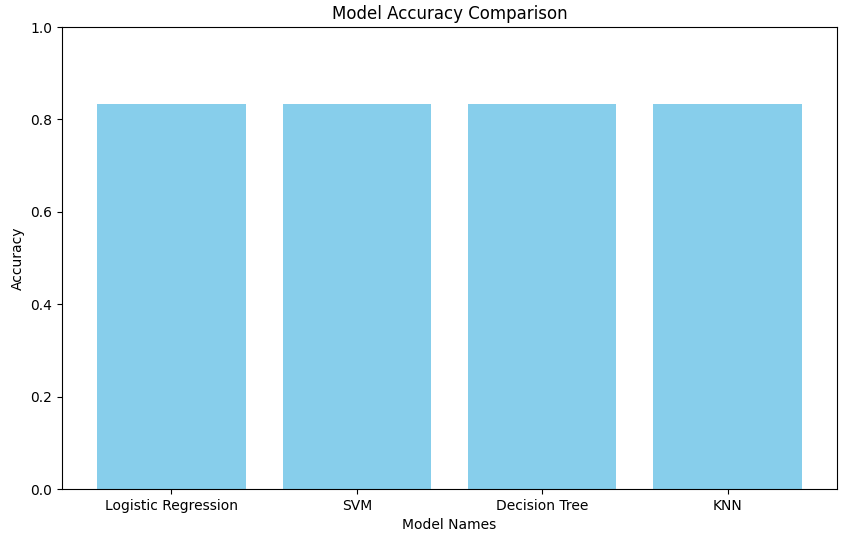 Model Accuracy Comparison
1.0
0.8
0.6
0.4
0.2
0.0
Accuracy
Logistic Regression SVM Decision Tree KNN
Model Names